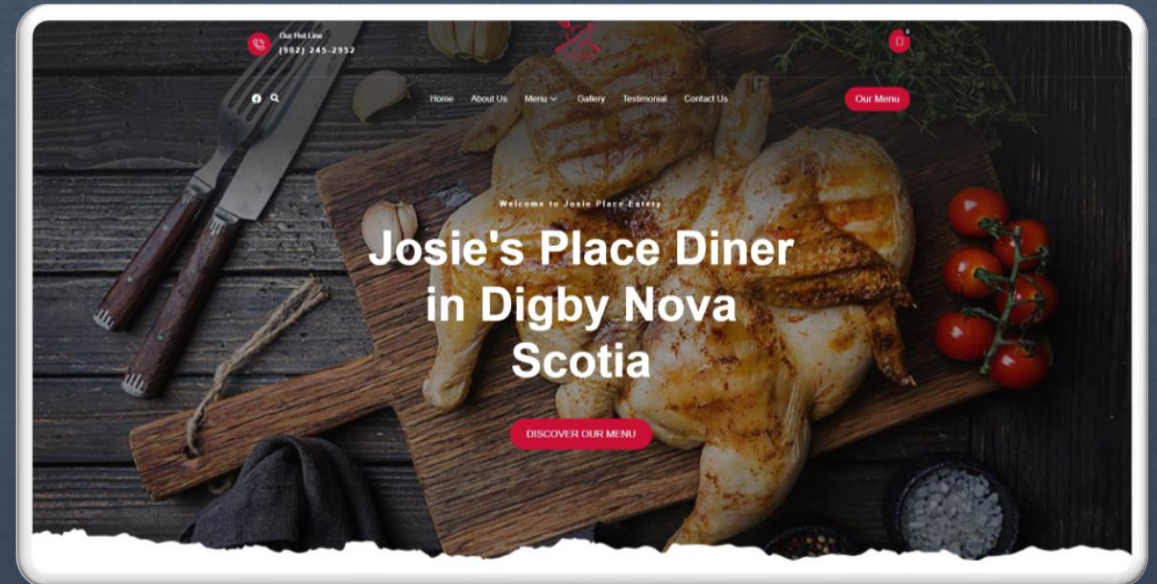 Our Hot Line
(902) 245-2952
Home About Us Menu Gallery Testimonial Contact Us
Our Menu
Welcome to Josie Place Eatery
Josie's Place Diner
in Digby Nova
Scotia
DISCOVER OUR MENU